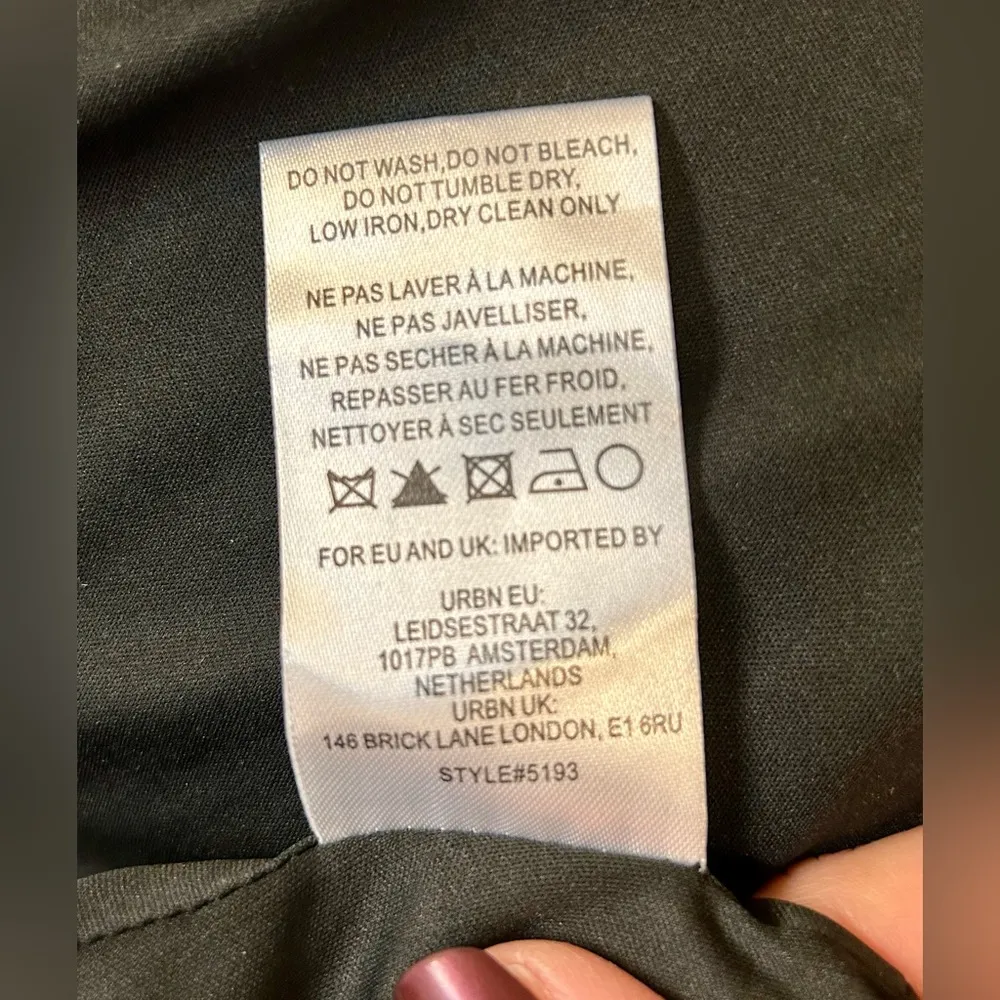 DO NOT WASH,DO NOT BLEACH,
DO NOT TUMBLE DRY,
LOW IRON,DRY CLEAN ONLY
NE PAS LAVER À LA MACHINE,
NE PAS JAVELLISER,
NE PAS SECHER À LA MACHINE,
REPASSER AU FER FROID,
NETTOYER À SEC SEULEMENT
FOR EU AND UK: IMPORTED BY
URBN EU:
LEIDSESTRAAT 32,
1017PB AMSTERDAM,
NETHERLANDS
URBN UK:
146 BRICK LANE LONDON, E1 6RU
STYLE#5193